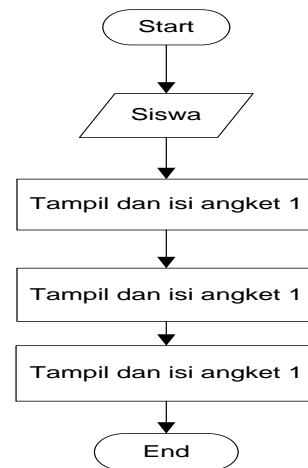 Start
Siswa
Tampil dan isi angket 1
Tampil dan isi angket 1
Tampil dan isi angket 1
End